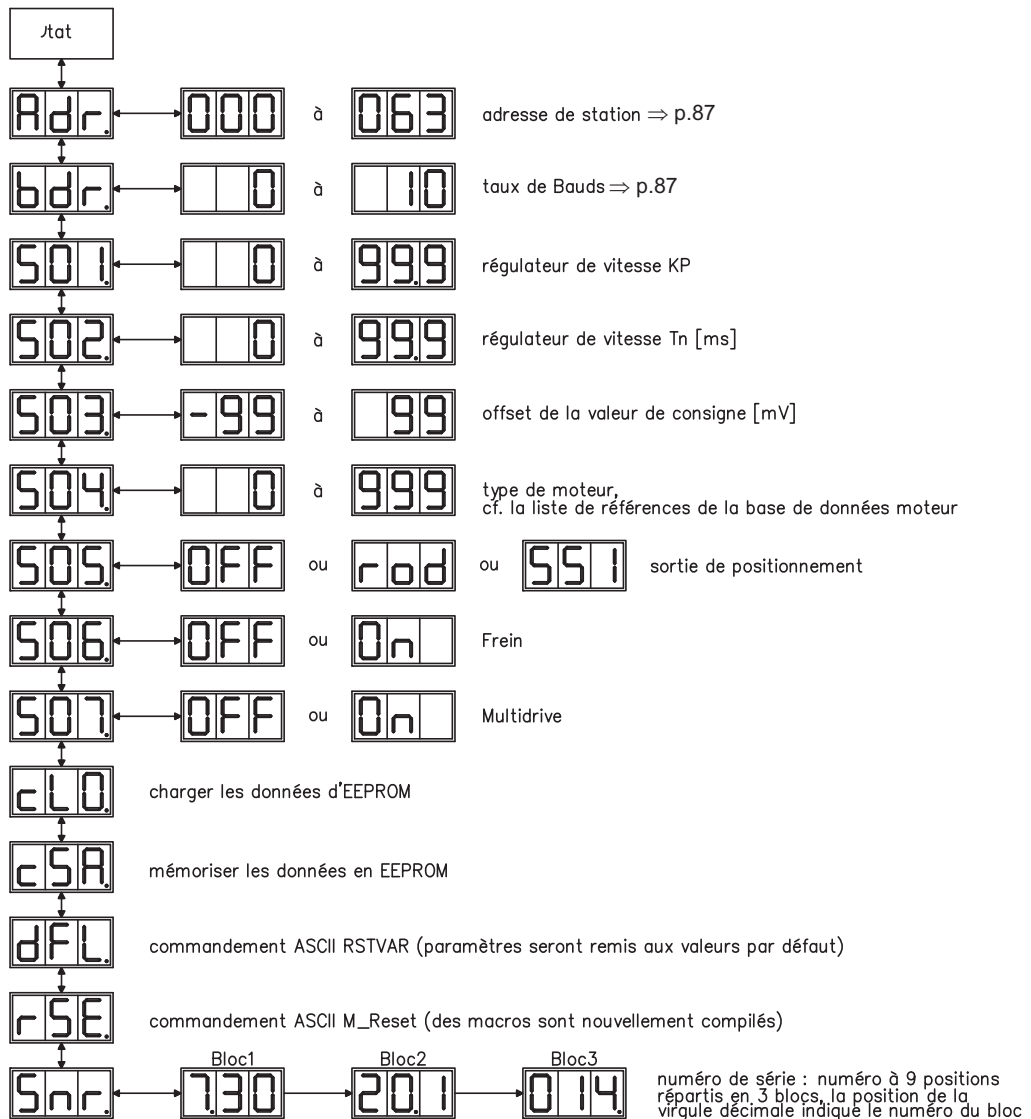 /tat
Adr. 000 à 063 adresse de station ⇒ p.87
bdr. 0 à 10 taux de Bauds ⇒ p.87
S01. 0 à 99.9 régulateur de vitesse KP
S02. 0 à 99.9 régulateur de vitesse Tn [ms]
S03. -99 à 99 offset de la valeur de consigne [mV]
S04. 0 à 999 type de moteur,
cf. la liste de références de la base de données moteur
S05. OFF ou rod ou SSI sortie de positionnement
S06. OFF ou On Frein
S07. OFF ou On Multidrive
cLO. charger les données d'EEPROM
cSA. mémoriser les données en EEPROM
dFL. commandement ASCII RSTVAR (paramètres seront remis aux valeurs par défaut)
rSE. commandement ASCII M_Reset (des macros sont nouvellement compilés)
Bloc1 Bloc2 Bloc3
Snr. 7.30 20.1 014. numéro de série : numéro à 9 positions
répartis en 3 blocs, la position de la
virgule décimale indique le numéro du bloc